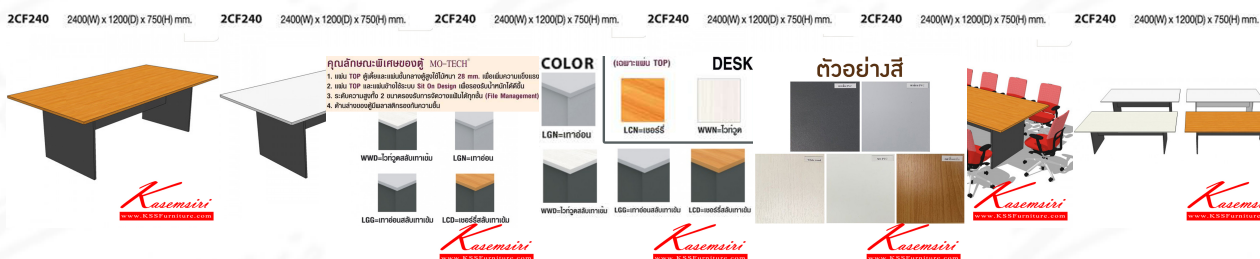 2CF240 2400(W) x 1200(D) x 750(H) mm. 2CF240 2400(W) x 1200(D) x 750(H) mm. 2CF240 2400(W) x 1200(D) x 750(H) mm. 2CF240 2400(W) x 1200(D) x 750(H) mm. 2CF240 2400(W) x 1200(D) x 750(H) mm. 2CF240 2400(W) x 1200(D) x 750(H) mm.
คุณลักษณะพิเศษของตู้ MO-TECH
1. แผ่น TOP ตู้เตี้ยและแผ่นชั้นกลางตู้สูงใช้ไม้หนา 28 mm. เพื่อเพิ่มความแข็งแรง
2. แผ่น TOP และแผ่นข้างใช้ระบบ Sit On Design เพื่อรองรับน้ำหนักได้ดีขึ้น
3. ระดับความสูงทั้ง 2 ขนาดรองรับการจัดวางแฟ้มได้ทุกชั้น (File Management)
4. ด้านล่างของตู้มีพลาสติกรองกันความชื้น
WWD=ไวท์วูดสลับเทาเข้ม LGN=เทาอ่อน
LGG=เทาอ่อนสลับเทาเข้ม LCD=เชอร์รี่สลับเทาเข้ม
COLOR (เฉพาะแผ่น TOP) DESK
LGN=เทาอ่อน LCN=เชอร์รี่ WWN=ไวท์วูด
WWD=ไวท์วูดสลับเทาเข้ม LGG=เทาอ่อนสลับเทาเข้ม LCD=เชอร์รี่สลับเทาเข้ม
ตัวอย่างสี
Kasemsiri
www.KSSFurniture.com
Kasemsiri
www.KSSFurniture.com
Kasemsiri
www.KSSFurniture.com
Kasemsiri
www.KSSFurniture.com
Kasemsiri
www.KSSFurniture.com
Kasemsiri
www.KSSFurniture